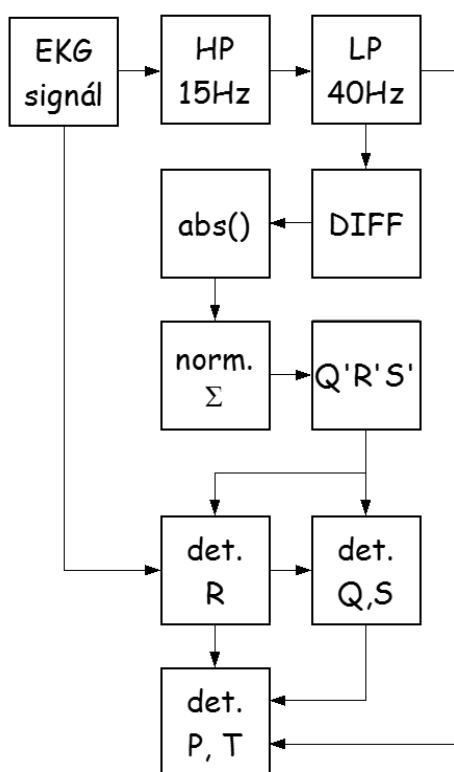 EKG
signál
HP
15Hz
LP
40Hz
abs()
DIFF
norm.
Σ
Q'R'S'
det.
R
det.
Q,S
det.
P, T